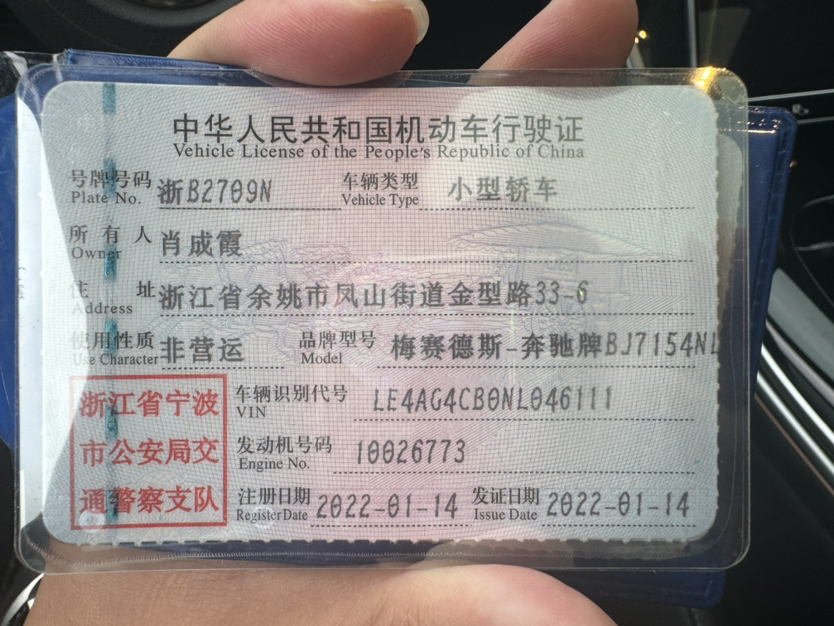 中华人民共和国机动车行驶证
Vehicle License of the People's Republic of China
号牌号码 浙B2709N 车辆类型 小型轿车
Plate No. Vehicle Type
所有人 肖成霞
Owner
住址 浙江省余姚市凤山街道金型路33-6
Address
使用性质 非营运 品牌型号 梅赛德斯-奔驰牌BJ7154NL
Use Character Model
浙江省宁波 车辆识别代号 LE4AG4CB0NL046111
VIN
市公安局交 发动机号码 10026773
Engine No.
通警察支队 注册日期 2022-01-14 发证日期 2022-01-14
Register Date Issue Date